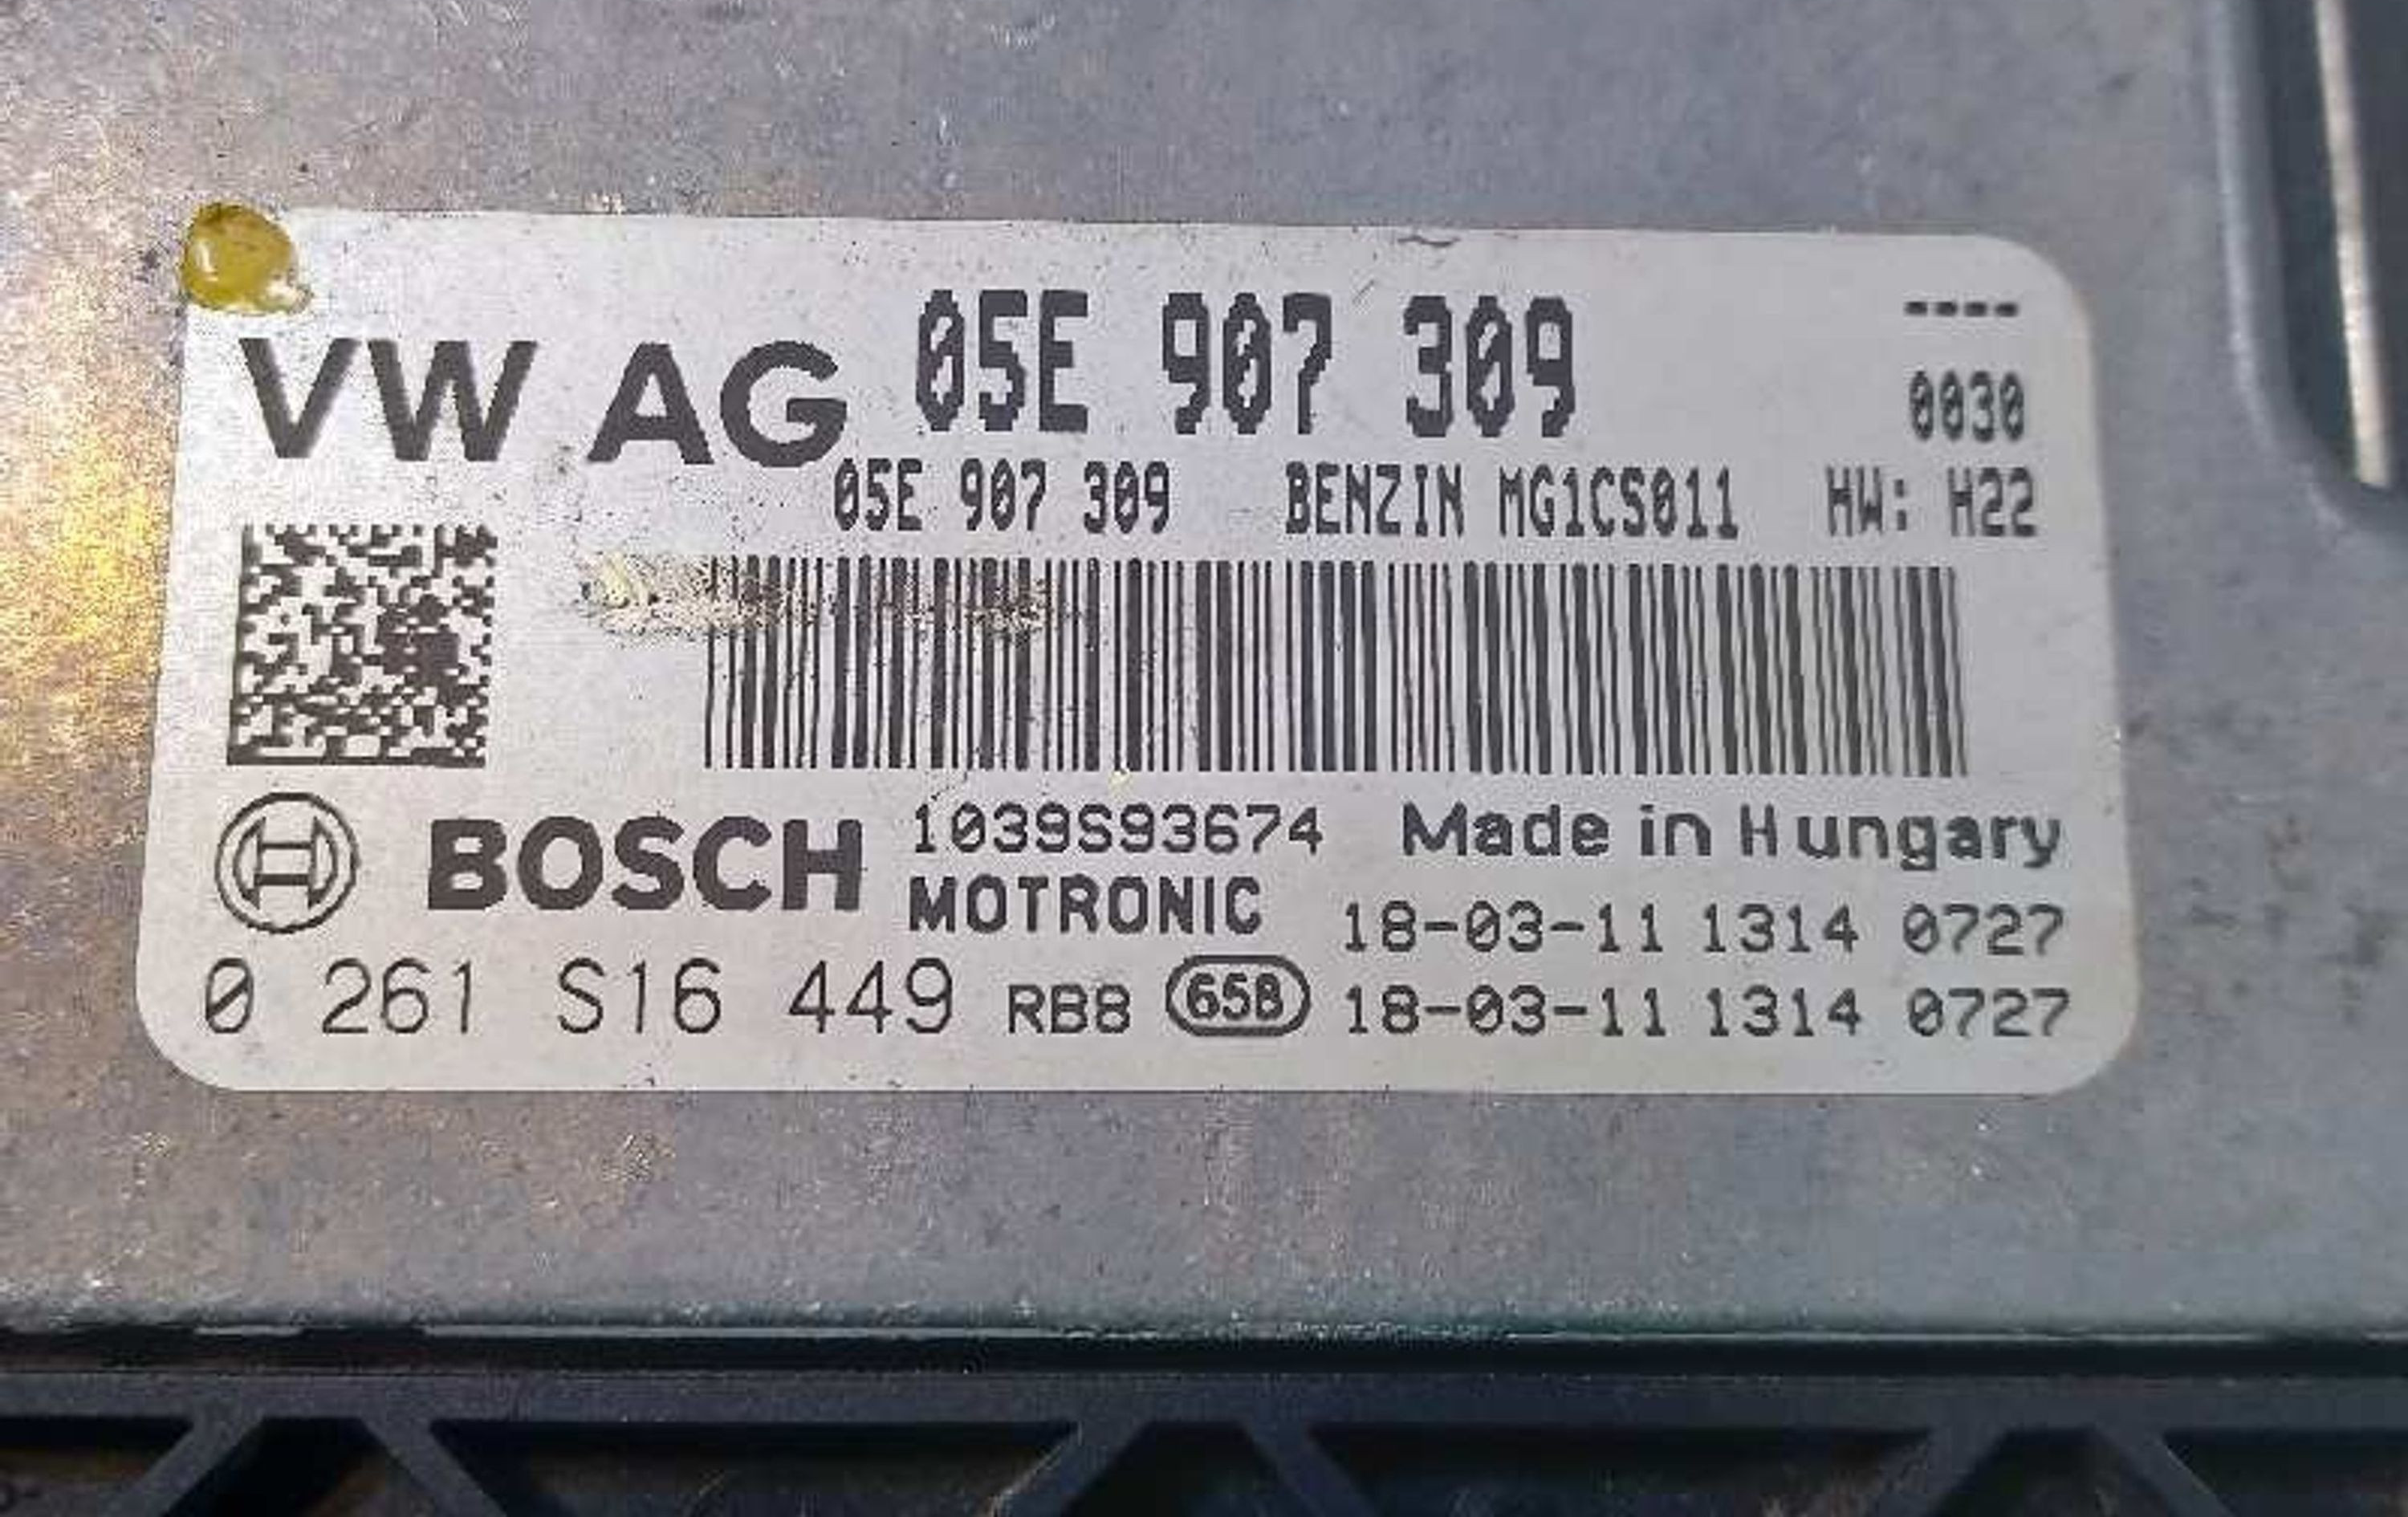 VW AG 05E 907 309 ----
0030
05E 907 309 BENZIN MG1CS011 HW: H22
BOSCH 1039S93674 Made in Hungary
MOTRONIC 18-03-11 1314 0727
0 261 S16 449 RB8 65B 18-03-11 1314 0727